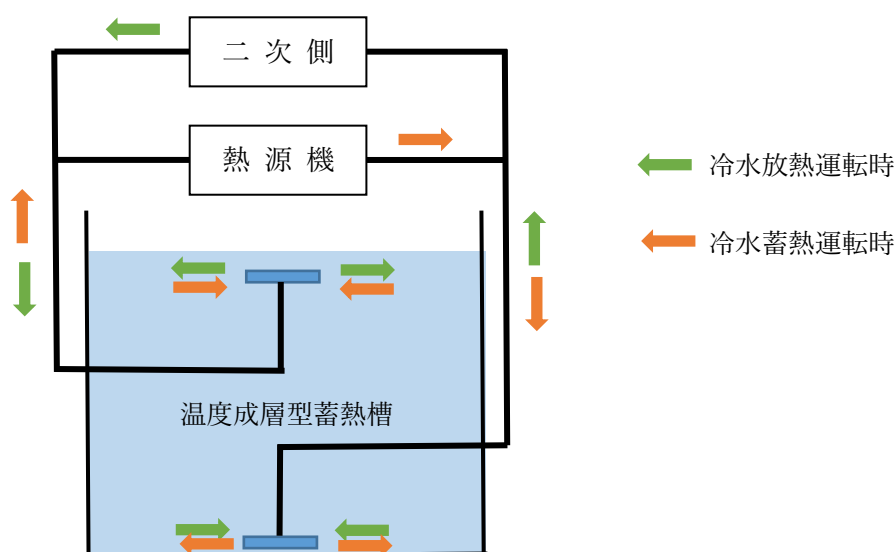 二次側
熱源機
冷水放熱運転時
冷水蓄熱運転時
温度成層型蓄熱槽